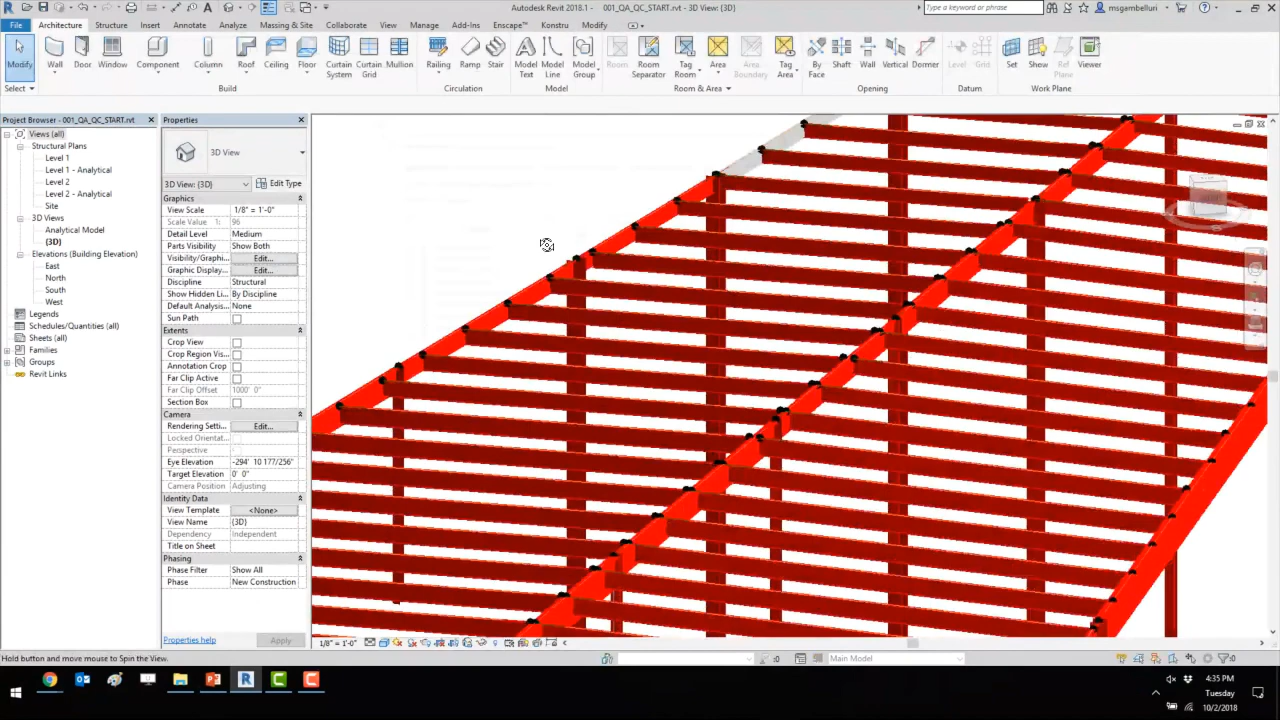 Autodesk Revit 2018.1 - 001_QA_QC_START.rvt - 3D View: {3D}
Type a keyword or phrase
msgambelluri
File Architecture Structure Insert Annotate Analyze Massing & Site Collaborate View Manage Add-Ins Enscape™ Konstru Modify
Modify Wall Door Window Component Column Roof Ceiling Floor Curtain System Curtain Grid Mullion Railing Ramp Stair Model Text Model Line Model Group Room Room Separator Tag Room Area Area Boundary Tag Area By Face Shaft Wall Vertical Dormer Level Grid Set Show Ref Plane Viewer
Select Build Circulation Model Room & Area Opening Datum Work Plane
Project Browser - 001_QA_QC_START.rvt
Views (all)
Structural Plans
Level 1
Level 1 - Analytical
Level 2
Level 2 - Analytical
Site
3D Views
Analytical Model
{3D}
Elevations (Building Elevation)
East
North
South
West
Legends
Schedules/Quantities (all)
Sheets (all)
Families
Groups
Revit Links
Properties
3D View
3D View: {3D} Edit Type
Graphics
View Scale 1/8" = 1'-0"
Scale Value 1: 96
Detail Level Medium
Parts Visibility Show Both
Visibility/Graphi... Edit...
Graphic Display... Edit...
Discipline Structural
Show Hidden Li... By Discipline
Default Analysis... None
Sun Path
Extents
Crop View
Crop Region Vis...
Annotation Crop
Far Clip Active
Far Clip Offset 1000' 0"
Section Box
Camera
Rendering Setti... Edit...
Locked Orientat...
Perspective
Eye Elevation -294' 10 177/256"
Target Elevation 0' 0"
Camera Position Adjusting
Identity Data
View Template <None>
View Name {3D}
Dependency Independent
Title on Sheet
Phasing
Phase Filter Show All
Phase New Construction
Properties help Apply
1/8" = 1'-0"
Hold button and move mouse to Spin the View.
:0
Main Model
:0
4:35 PM
Tuesday
10/2/2018